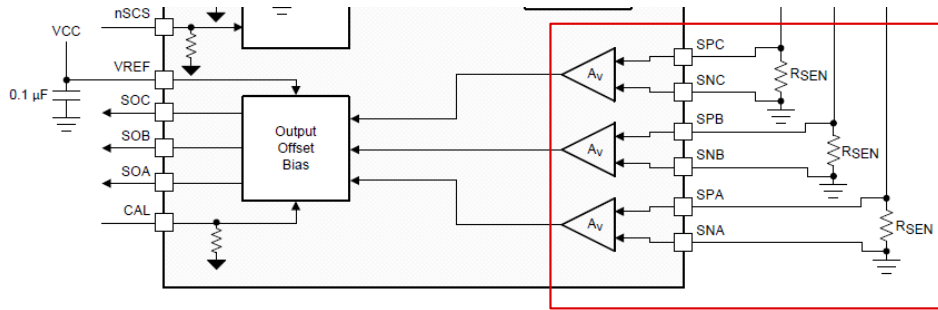 nSCS
VCC
VREF
0.1 µF
SOC
SOB
SOA
CAL
Output
Offset
Bias
AV
AV
AV
SPC
SNC
SPB
SNB
SPA
SNA
RSEN
RSEN
RSEN